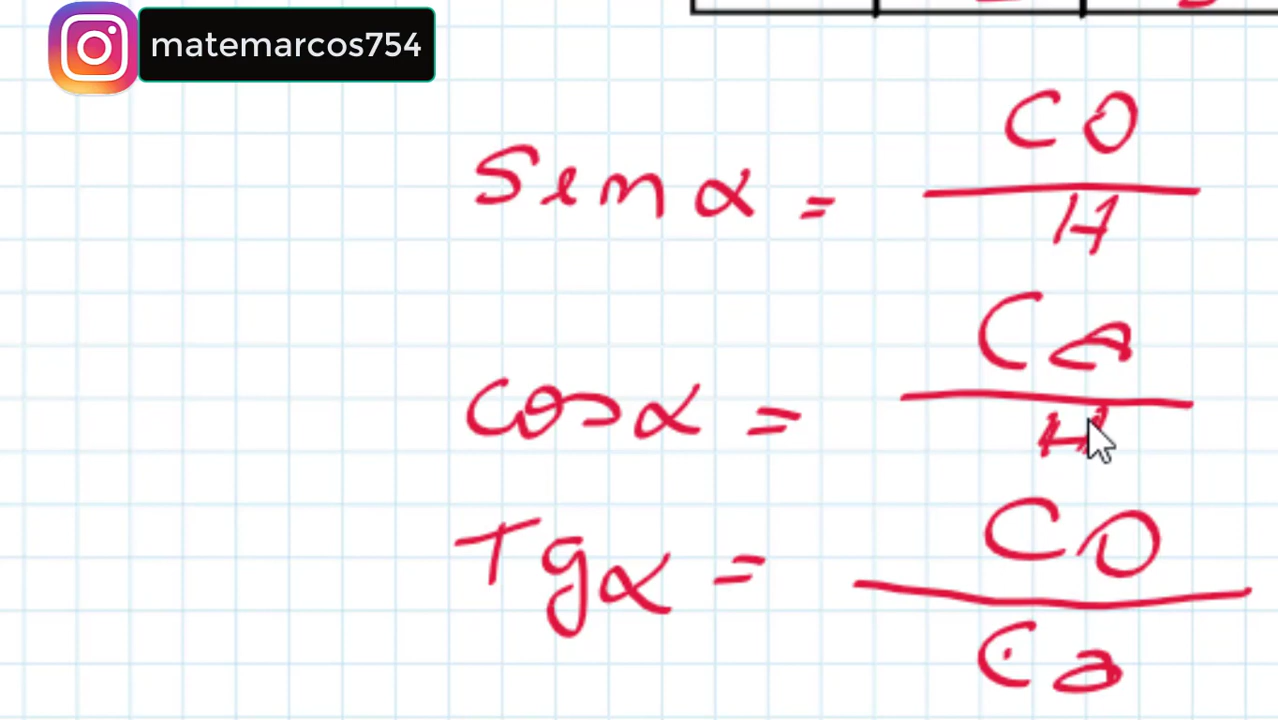 matemarcos754
Sen α = CO / H
cos α = Ca / H
Tg α = CO / Ca